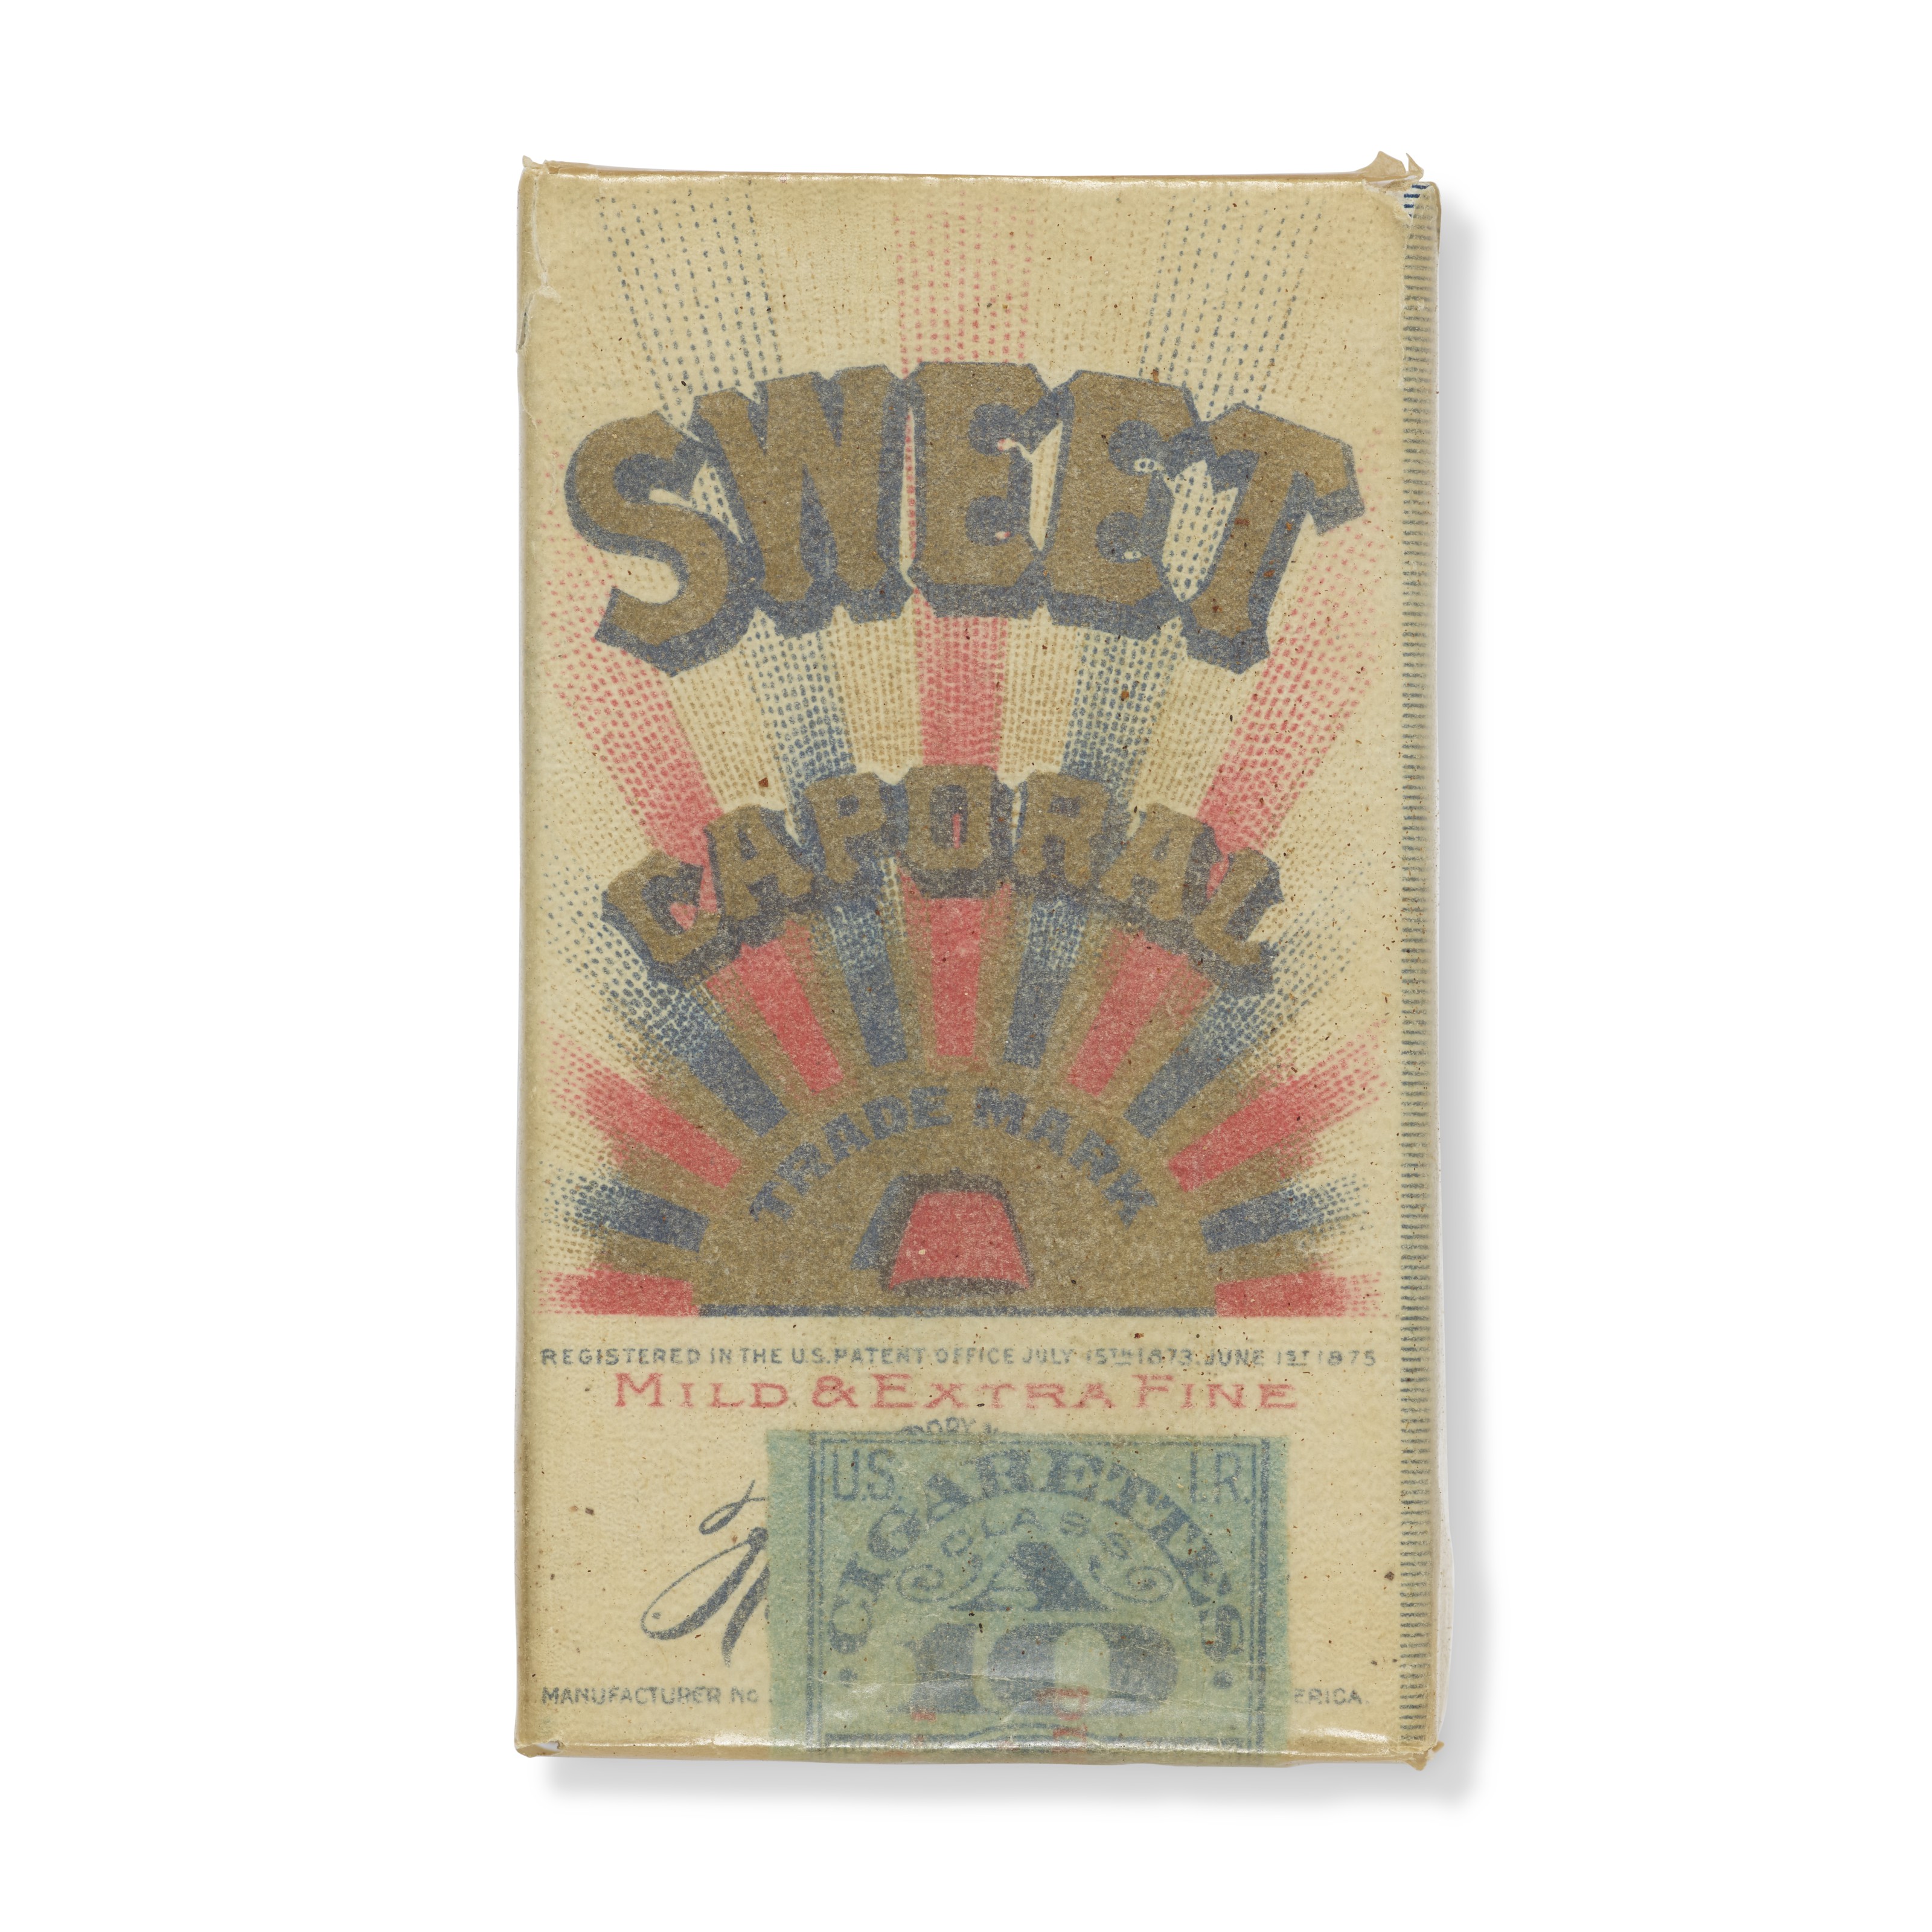 SWEET
CAPORAL
TRADE MARK
REGISTERED IN THE U.S. PATENT OFFICE JULY 15TH 1873. JUNE 1ST 1875
MILD & EXTRA FINE
U.S. I.R.
CIGARETTES
CLASS
A
10
MANUFACTURER NO